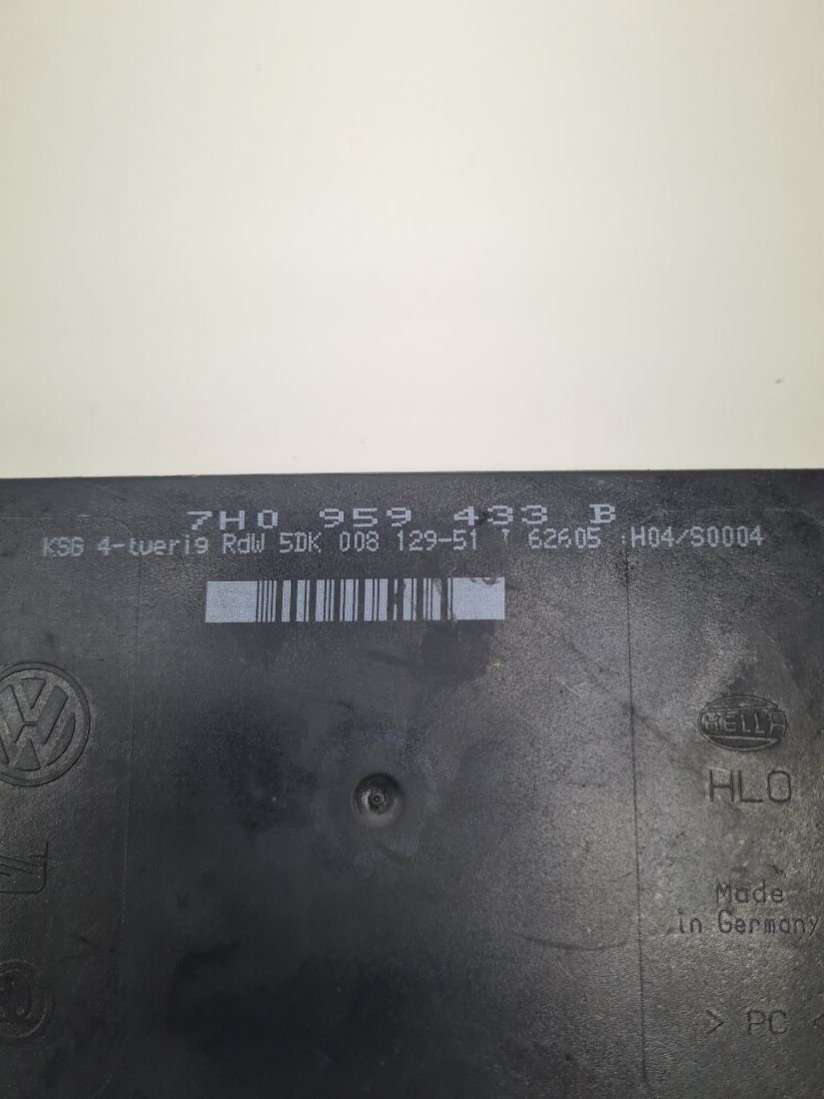 7H0 959 433 B
KSG 4-tuerig RdW 5DK 008 129-51 H04/S0004
HELLA
HLO
Made
in Germany
> PC <